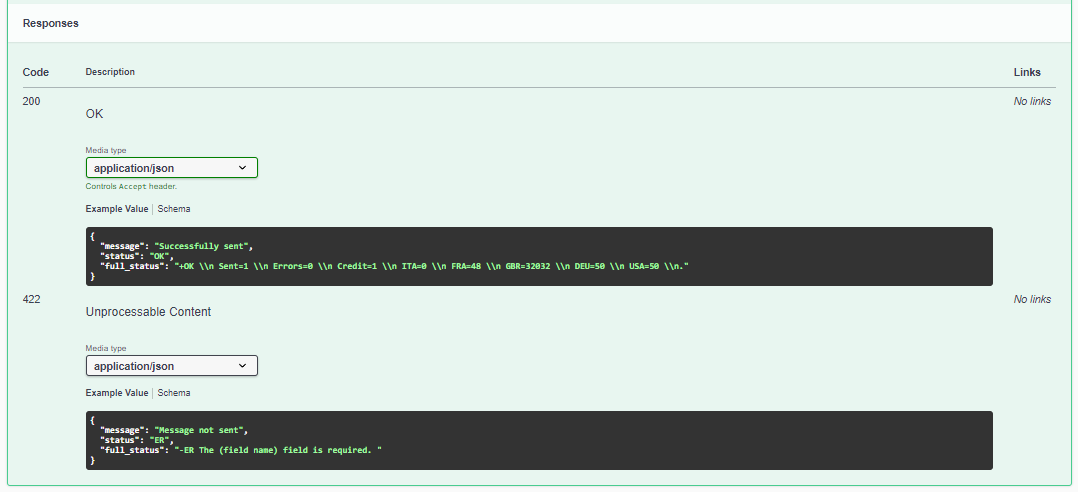 Responses
Code Description Links
200 OK No links
Media type
application/json
Controls Accept header.
Example Value | Schema
{
"message": "Successfully sent",
"status": "OK",
"full_status": "+OK \\n Sent=1 \\n Errors=0 \\n Credit=1 \\n ITA=0 \\n FRA=48 \\n GBR=32032 \\n DEU=50 \\n USA=50 \\n."
}
422 Unprocessable Content No links
Media type
application/json
Example Value | Schema
{
"message": "Message not sent",
"status": "ER",
"full_status": "-ER The (field name) field is required. "
}